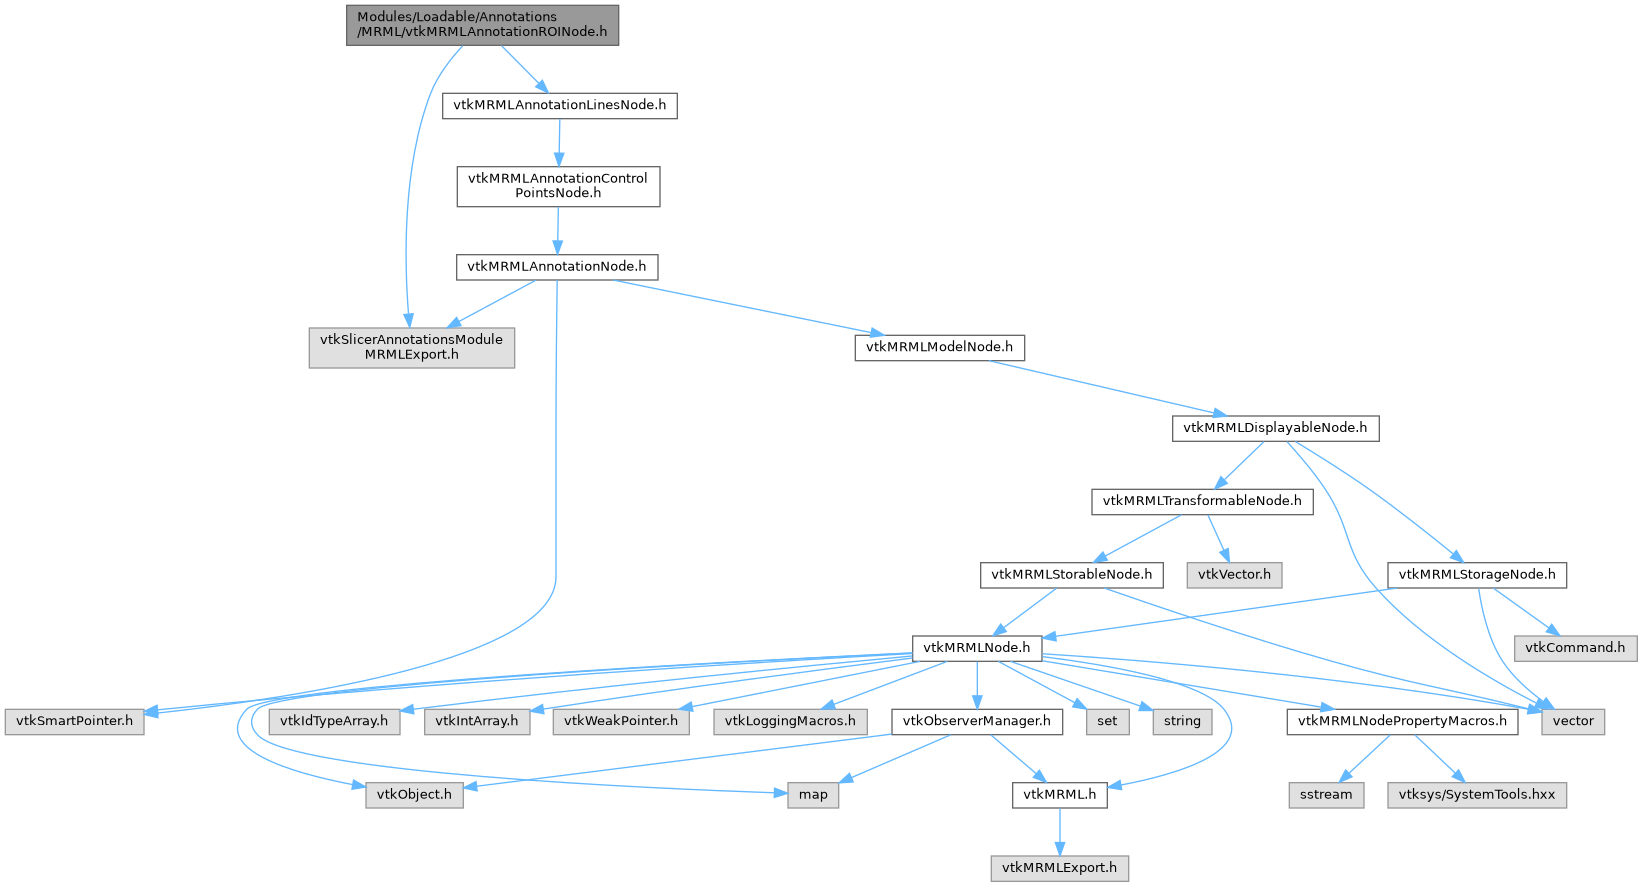 Modules/Loadable/Annotations
/MRML/vtkMRMLAnnotationROINode.h
vtkMRMLAnnotationLinesNode.h
vtkMRMLAnnotationControl
PointsNode.h
vtkMRMLAnnotationNode.h
vtkSlicerAnnotationsModule
MRMLExport.h
vtkMRMLModelNode.h
vtkMRMLDisplayableNode.h
vtkMRMLTransformableNode.h
vtkMRMLStorableNode.h
vtkVector.h
vtkMRMLStorageNode.h
vtkMRMLNode.h
vtkCommand.h
vtkSmartPointer.h
vtkIdTypeArray.h
vtkIntArray.h
vtkWeakPointer.h
vtkLoggingMacros.h
vtkObserverManager.h
set
string
vtkMRMLNodePropertyMacros.h
vector
vtkObject.h
map
vtkMRML.h
sstream
vtksys/SystemTools.hxx
vtkMRMLExport.h